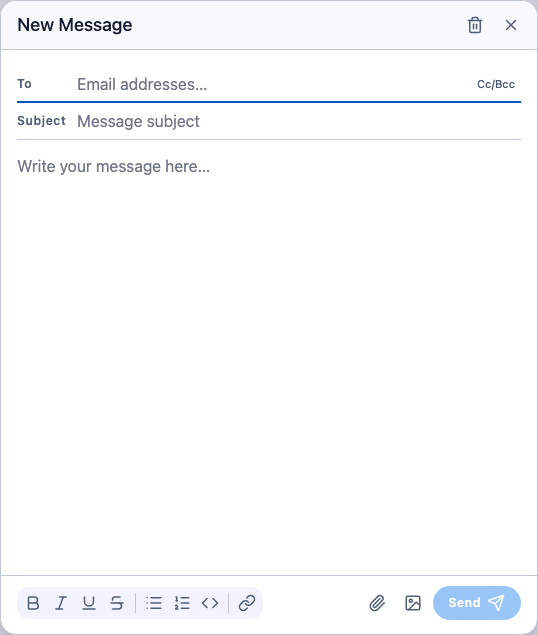 New Message
To Email addresses... Cc/Bcc
Subject Message subject
Write your message here...
Send